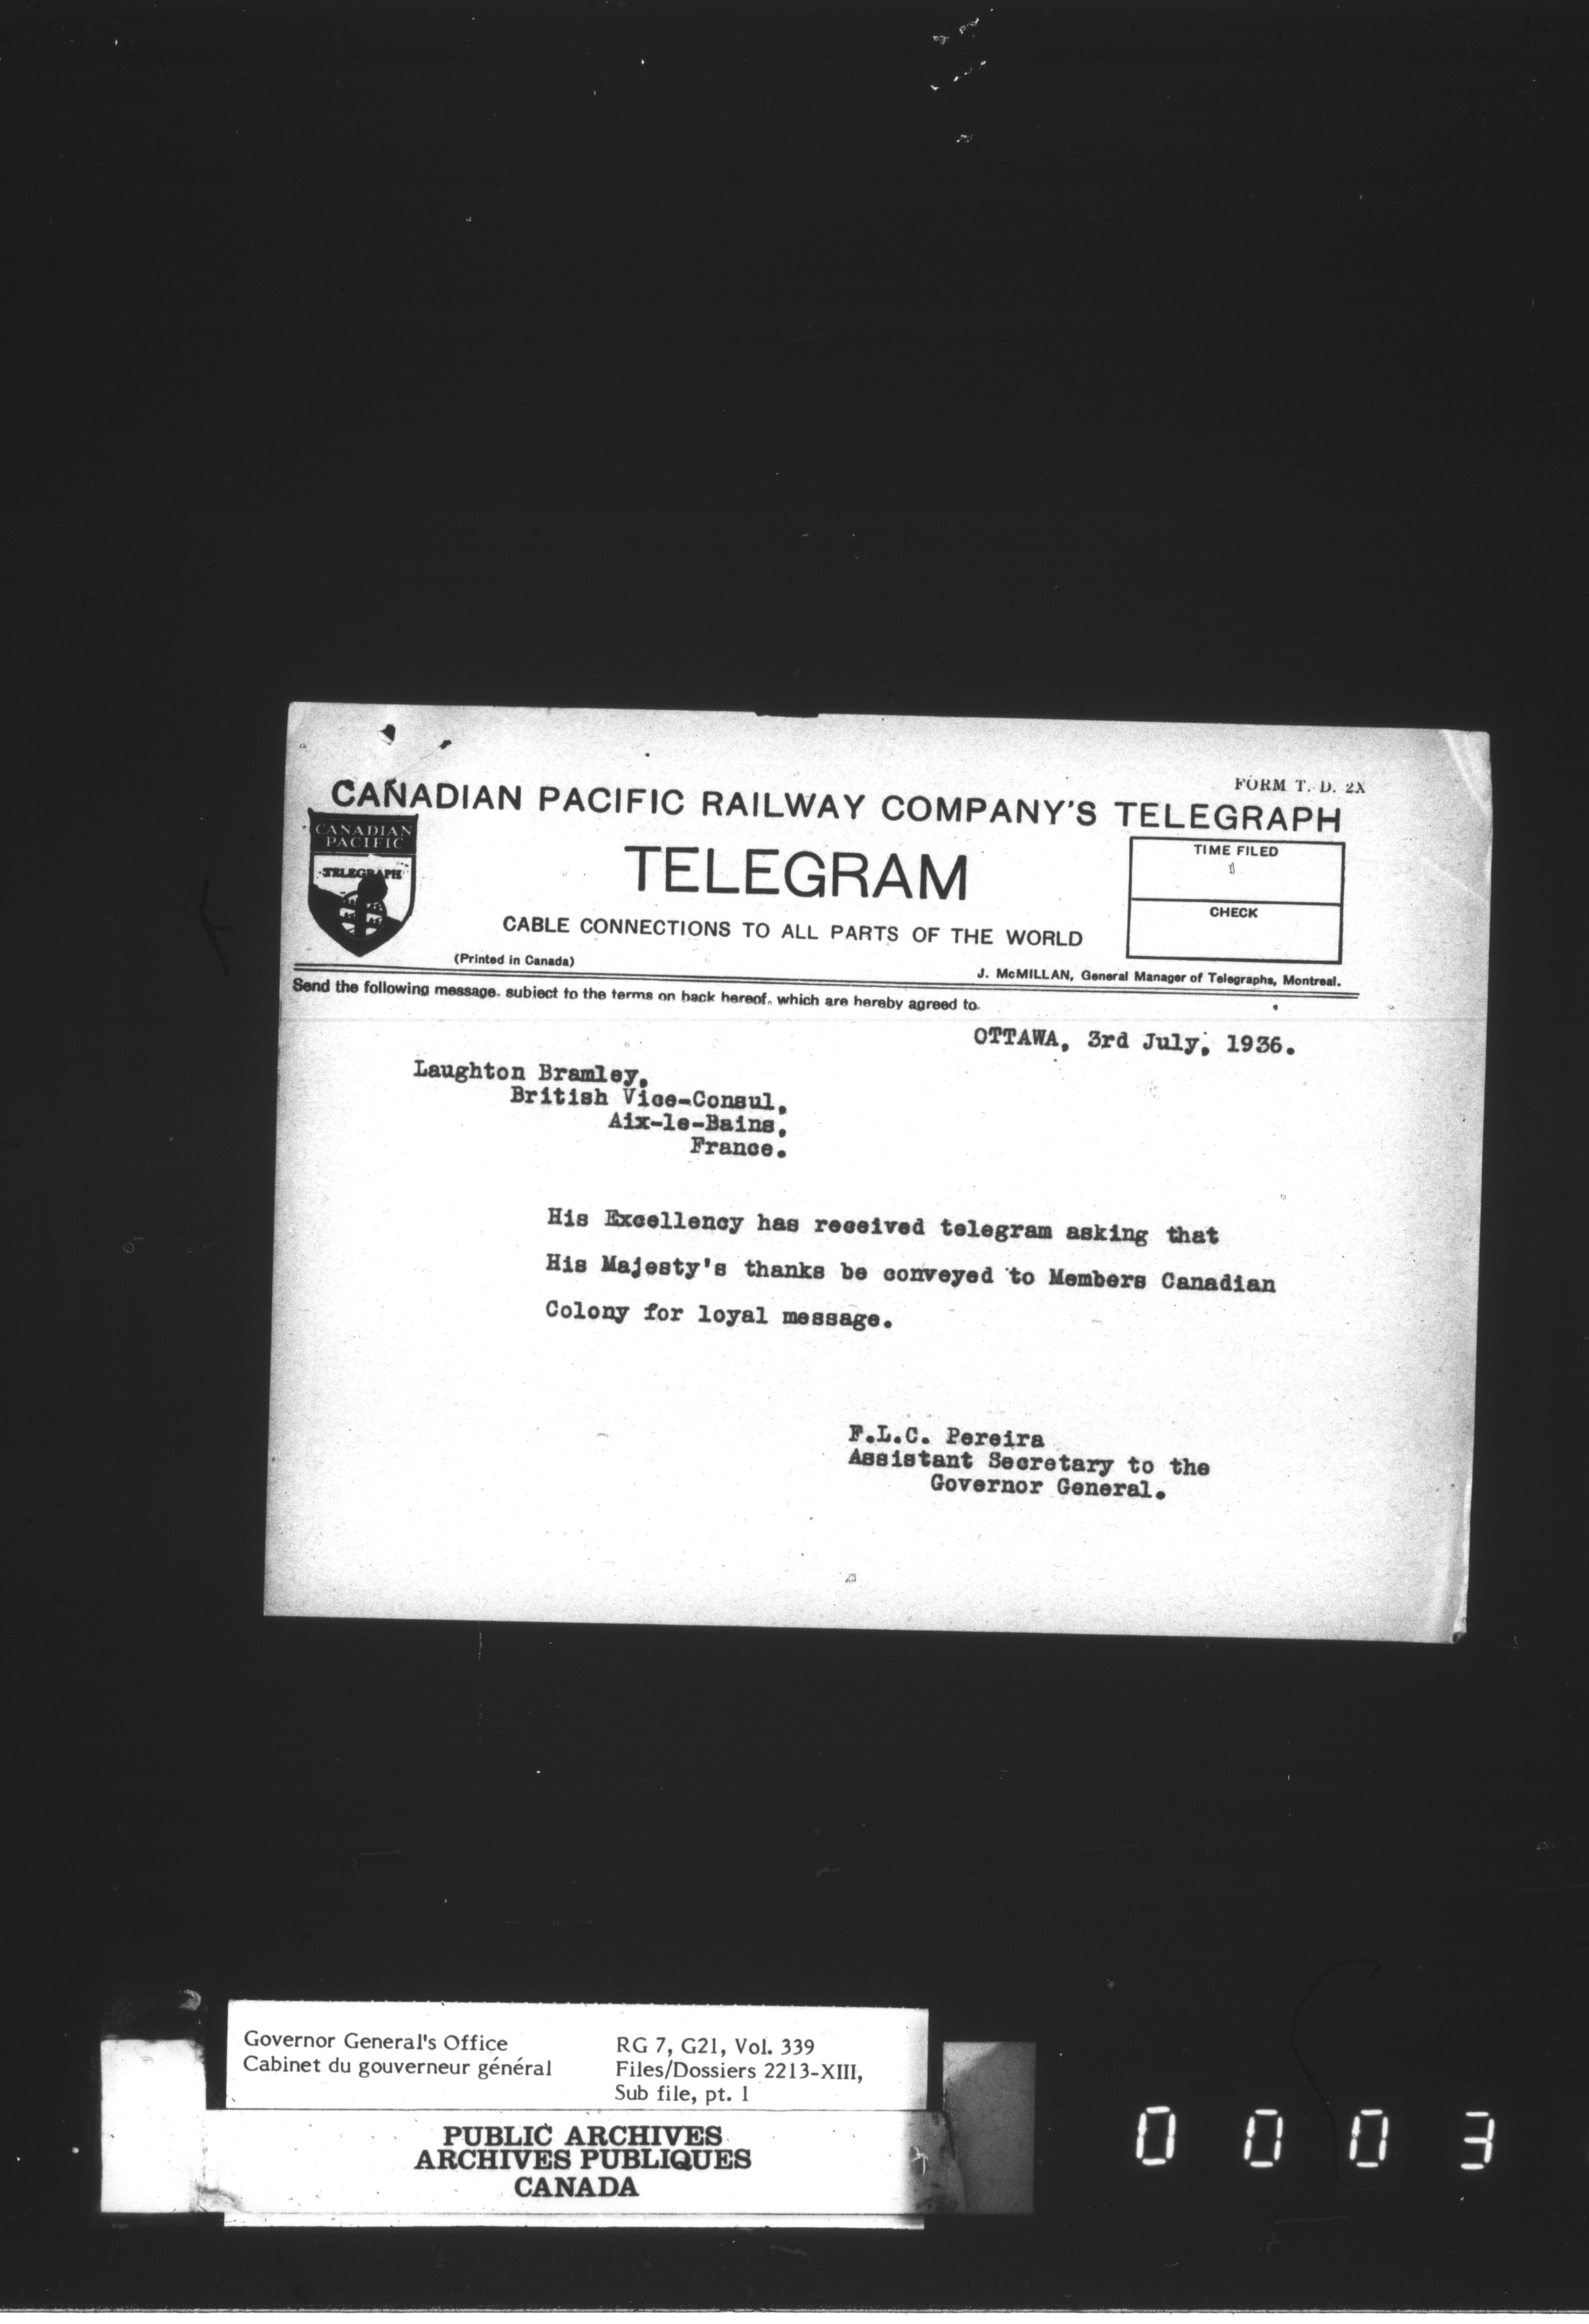 FORM T. D. 2X
CANADIAN PACIFIC RAILWAY COMPANY'S TELEGRAPH
CANADIAN
PACIFIC
TELEGRAPH
TELEGRAM
TIME FILED
CHECK
CABLE CONNECTIONS TO ALL PARTS OF THE WORLD
(Printed in Canada)
J. McMILLAN, General Manager of Telegraphs, Montreal.
Send the following message, subject to the terms on back hereof, which are hereby agreed to.
OTTAWA, 3rd July, 1936.
Laughton Bramley,
British Vice-Consul,
Aix-le-Bains,
France.
His Excellency has received telegram asking that
His Majesty's thanks be conveyed to Members Canadian
Colony for loyal message.
F.L.C. Pereira
Assistant Secretary to the
Governor General.
Governor General's Office
Cabinet du gouverneur général
RG 7, G21, Vol. 339
Files/Dossiers 2213-XIII,
Sub file, pt. 1
PUBLIC ARCHIVES
ARCHIVES PUBLIQUES
CANADA
0003